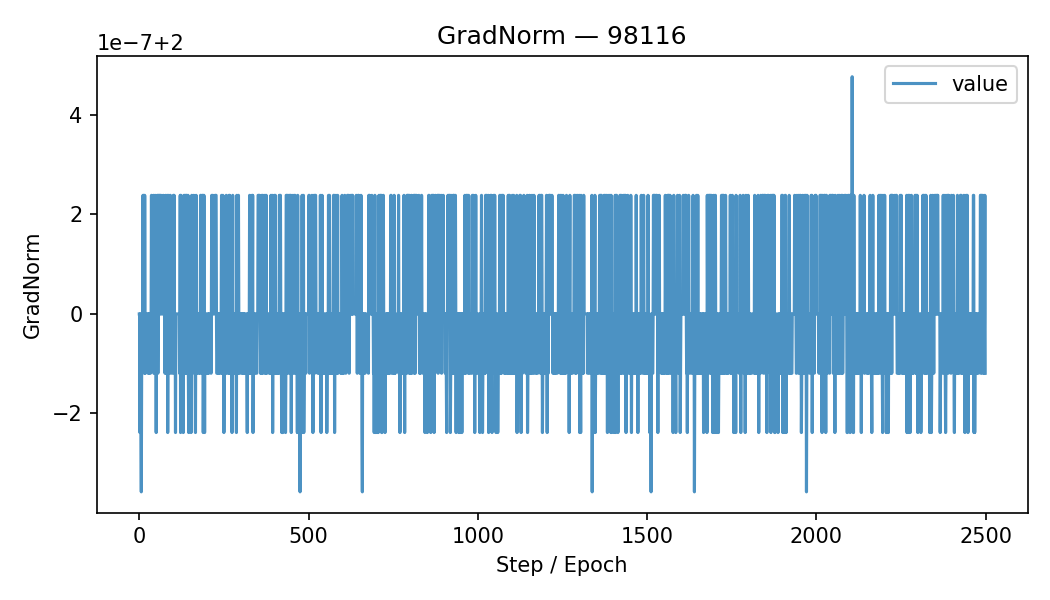 GradNorm — 98116
1e−7+2
value
GradNorm
4
2
0
−2
0
500
1000
1500
2000
2500
Step / Epoch